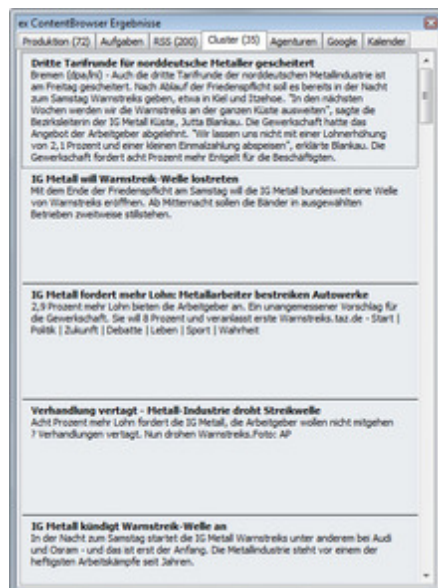 ex ContentBrowser Ergebnisse
Produktion (72) Aufgaben RSS (200) Cluster (35) Agenturen Google Kalender
Dritte Tarifrunde für norddeutsche Metaller gescheitert
Bremen (dpa/lni) - Auch die dritte Tarifrunde der norddeutschen Metallindustrie ist
am Freitag gescheitert. Nach Ablauf der Friedenspflicht soll es bereits in der Nacht
zum Samstag Warnstreiks geben, etwa in Kiel und Itzehoe. "In den nächsten
Wochen werden wir die Warnstreiks an der ganzen Küste ausweiten", sagte die
Bezirksleiterin der IG Metall Küste, Jutta Blankau. Die Gewerkschaft hatte das
Angebot der Arbeitgeber abgelehnt. "Wir lassen uns nicht mit einer Lohnerhöhung
von 2,1 Prozent und einer kleinen Einmalzahlung abspeisen", erklärte Blankau. Die
Gewerkschaft fordert acht Prozent mehr Entgelt für die Beschäftigten.
IG Metall will Warnstreik-Welle lostreten
Mit dem Ende der Friedenspflicht am Samstag will die IG Metall bundesweit eine Welle
von Warnstreiks eröffnen. Ab Mitternacht sollen die Bänder in ausgewählten
Betrieben zweitweise stillstehen.
IG Metall fordert mehr Lohn: Metallarbeiter bestreiken Autowerke
2,9 Prozent mehr Lohn bieten die Arbeitgeber an. Ein unangemessener Vorschlag für
die Gewerkschaft. Sie will 8 Prozent und veranlasst erste Warnstreiks.taz.de - Start |
Politik | Zukunft | Debatte | Leben | Sport | Wahrheit
Verhandlung vertagt - Metall-Industrie droht Streikwelle
Acht Prozent mehr Lohn fordert die IG Metall, die Arbeitgeber wollen nicht mitgehen
? Verhandlungen vertagt. Nun drohen Warnstreiks.Foto: AP
IG Metall kündigt Warnstreik-Welle an
In der Nacht zum Samstag startet die IG Metall Warnstreiks unter anderem bei Audi
und Osram - und das ist erst der Anfang. Die Metallindustrie steht vor einem der
heftigsten Arbeitskämpfe seit Jahren.